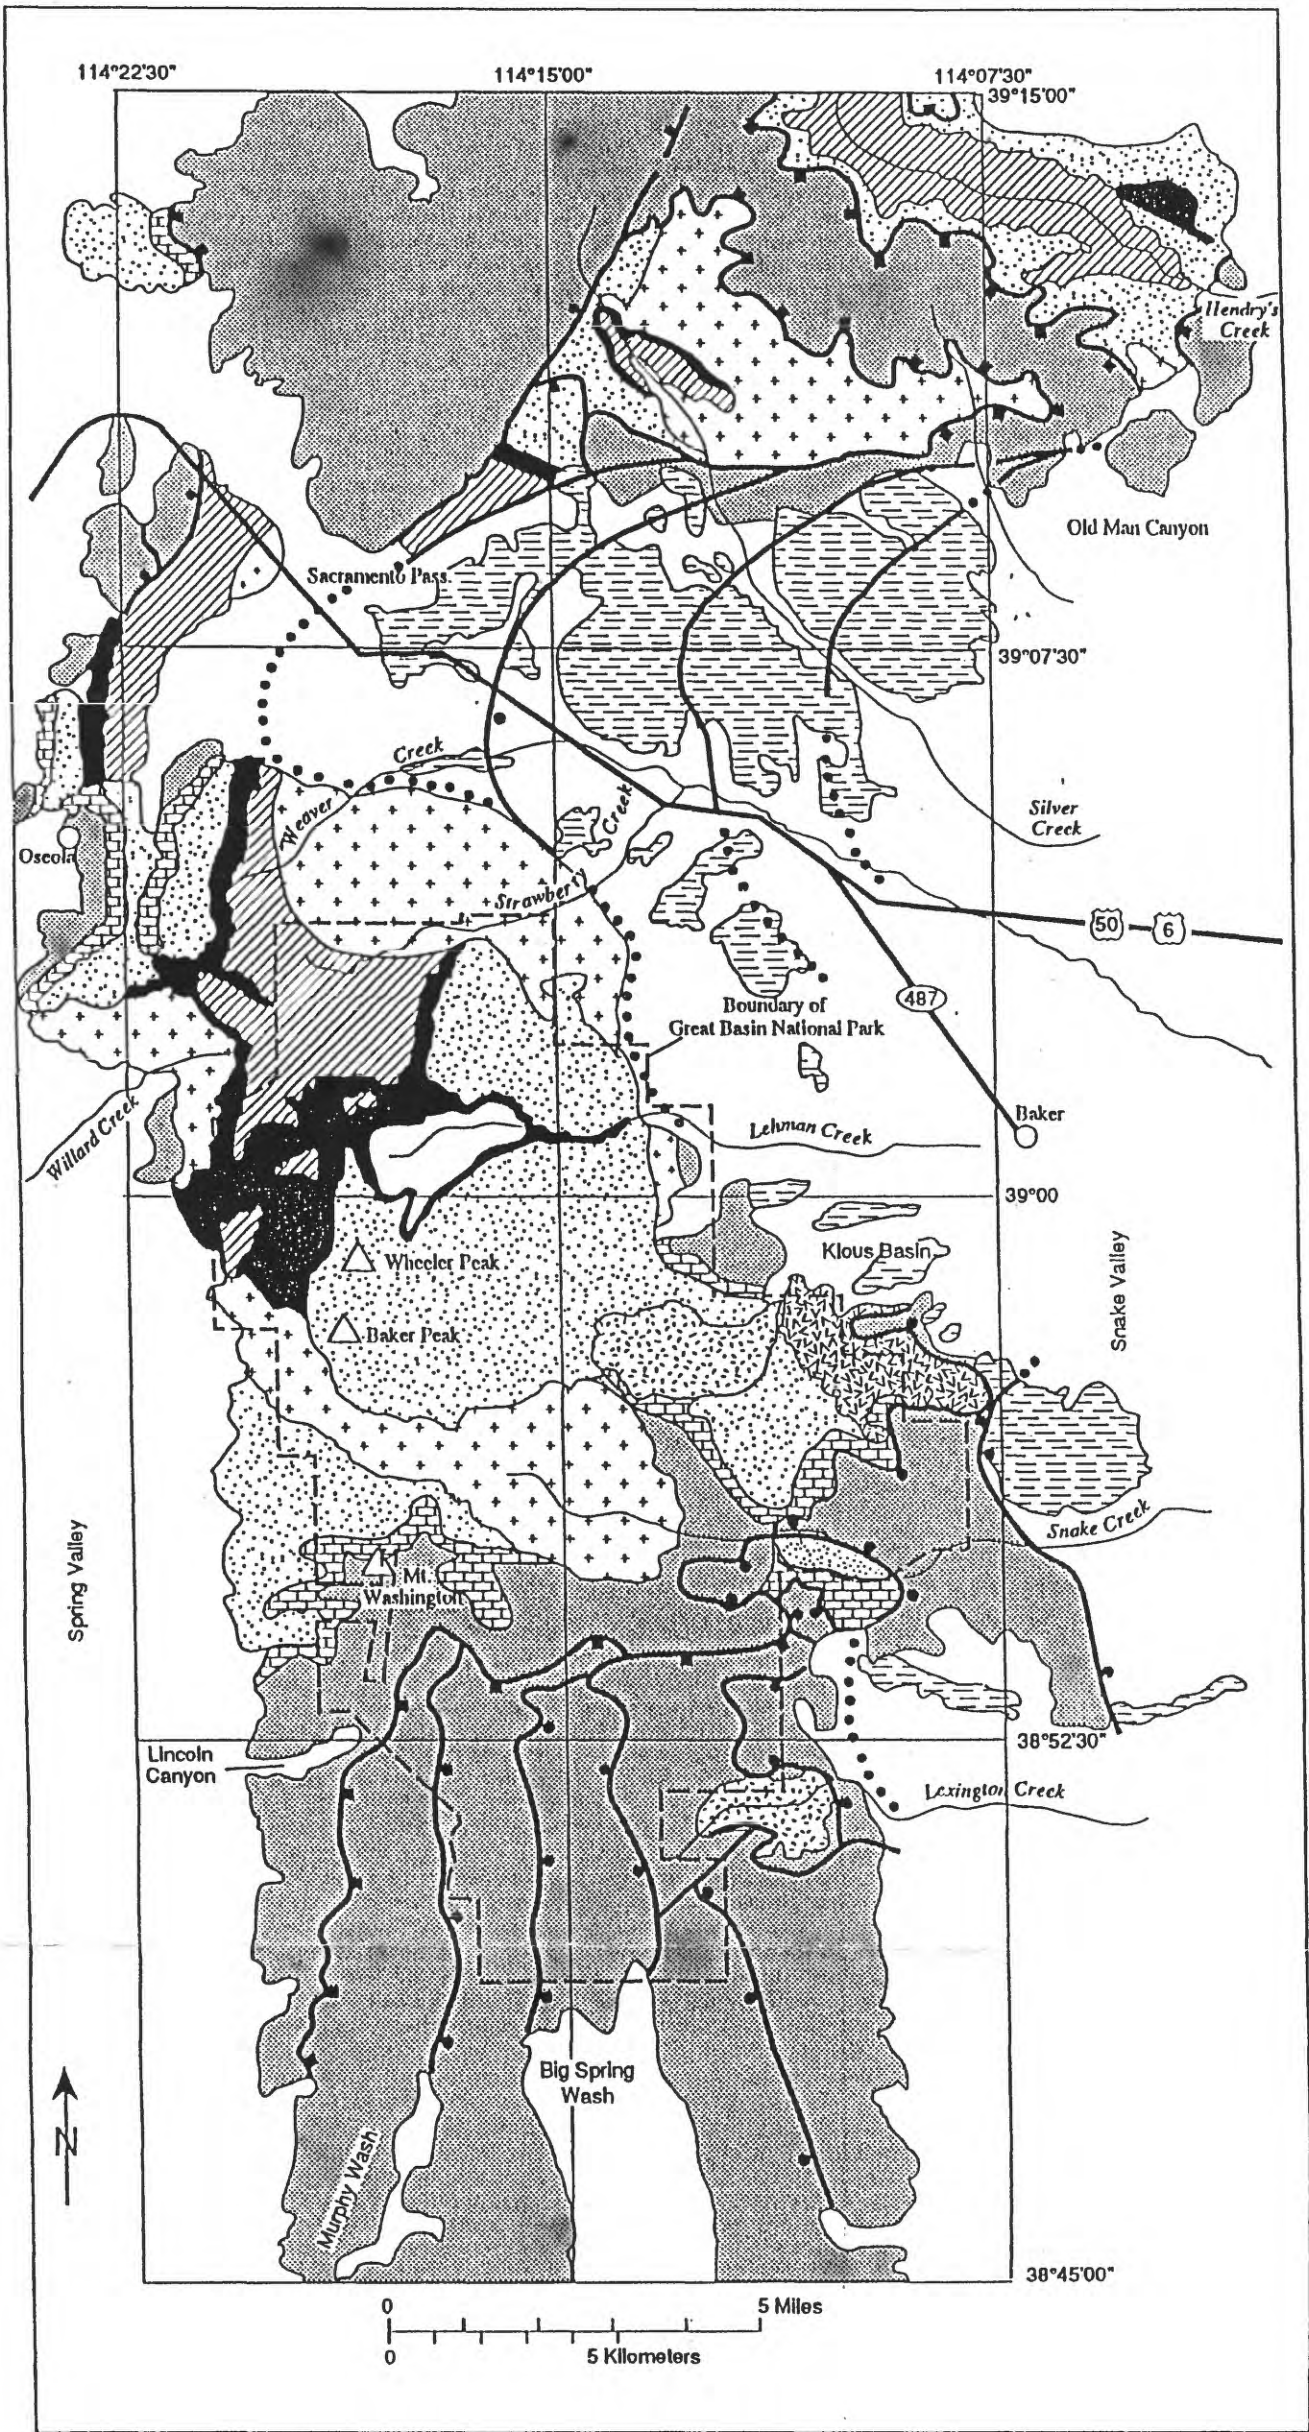 114°22'30"
114°15'00"
114°07'30"
39°15'00"
Hendry's
Creek
Old Man Canyon
Sacramento Pass
39°07'30"
Creek
Weaver
Creek
Silver
Creek
Osceola
Strawberry
50
6
487
Boundary of
Great Basin National Park
Baker
Willard Creek
Lehman Creek
39°00
Wheeler Peak
Klous Basin
Snake Valley
Baker Peak
Snake Creek
Spring Valley
Mt.
Washington
38°52'30"
Lincoln
Canyon
Lexington Creek
Big Spring
Wash
N
Murphy Wash
38°45'00"
0
5 Miles
0
5 Kilometers